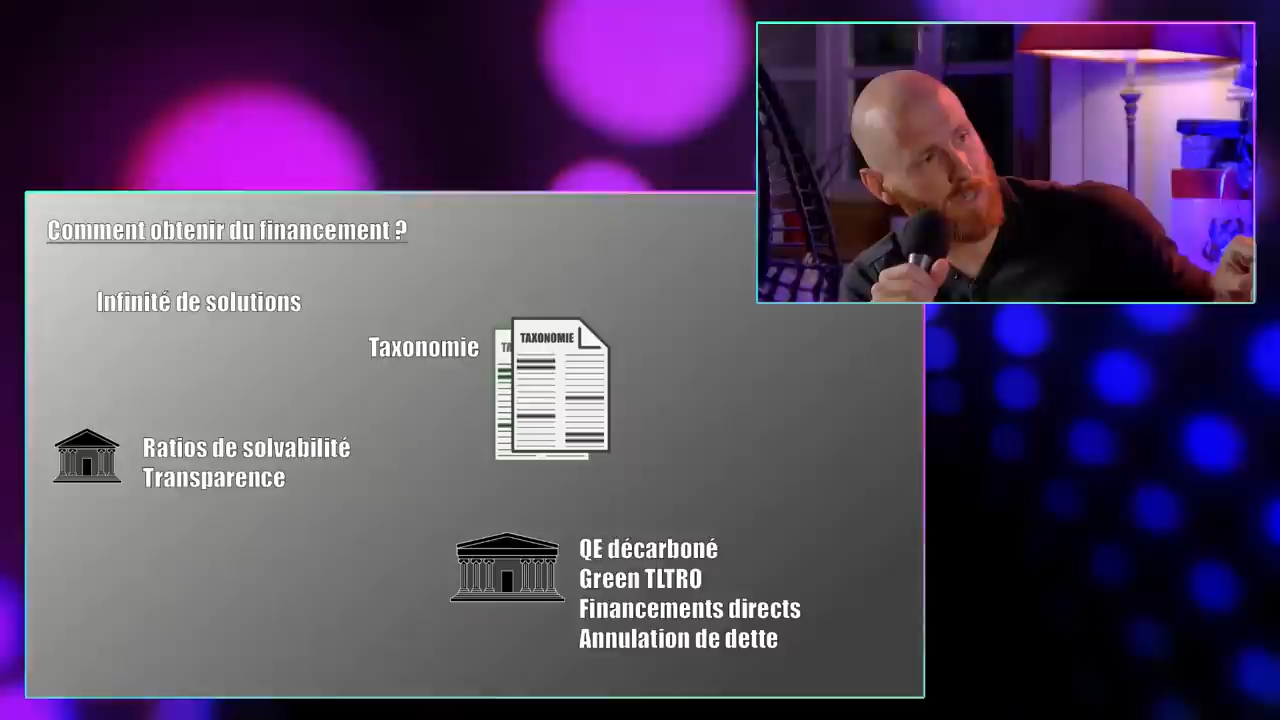 Comment obtenir du financement ?
Infinité de solutions
Taxonomie
TAXONOMIE
TA
Ratios de solvabilité
Transparence
QE décarboné
Green TLTRO
Financements directs
Annulation de dette